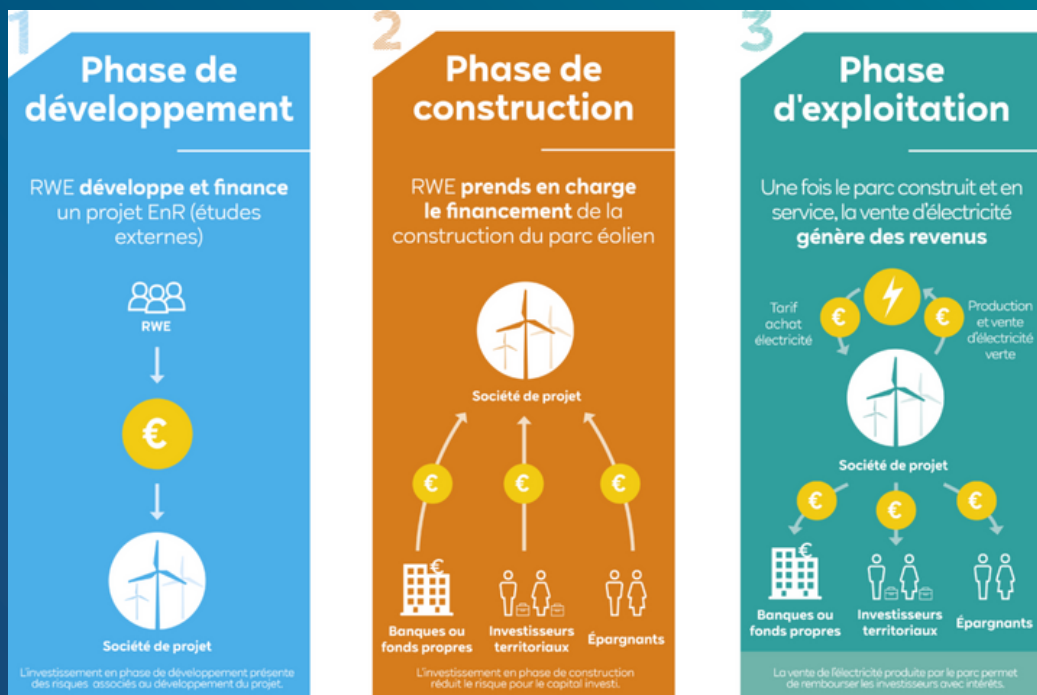 1
Phase de
développement
RWE développe et finance
un projet EnR (études
externes)
RWE
€
Société de projet
L'investissement en phase de développement présente
des risques associés au développement du projet.
2
Phase de
construction
RWE prends en charge
le financement de la
construction du parc éolien
Société de projet
€
€
€
€
Banques ou
fonds propres
Investisseurs
territoriaux
Épargnants
L'investissement en phase de construction
réduit le risque pour le capital investi.
3
Phase
d'exploitation
Une fois le parc construit et en
service, la vente d'électricité
génère des revenus
Tarif
achat
électricité
€
€
Production
et vente
d'électricité
verte
Société de projet
€
€
€
€
Banques ou
fonds propres
Investisseurs
territoriaux
Épargnants
La vente de l'électricité produite par le parc permet
de rembourser les investisseurs avec intérêts.